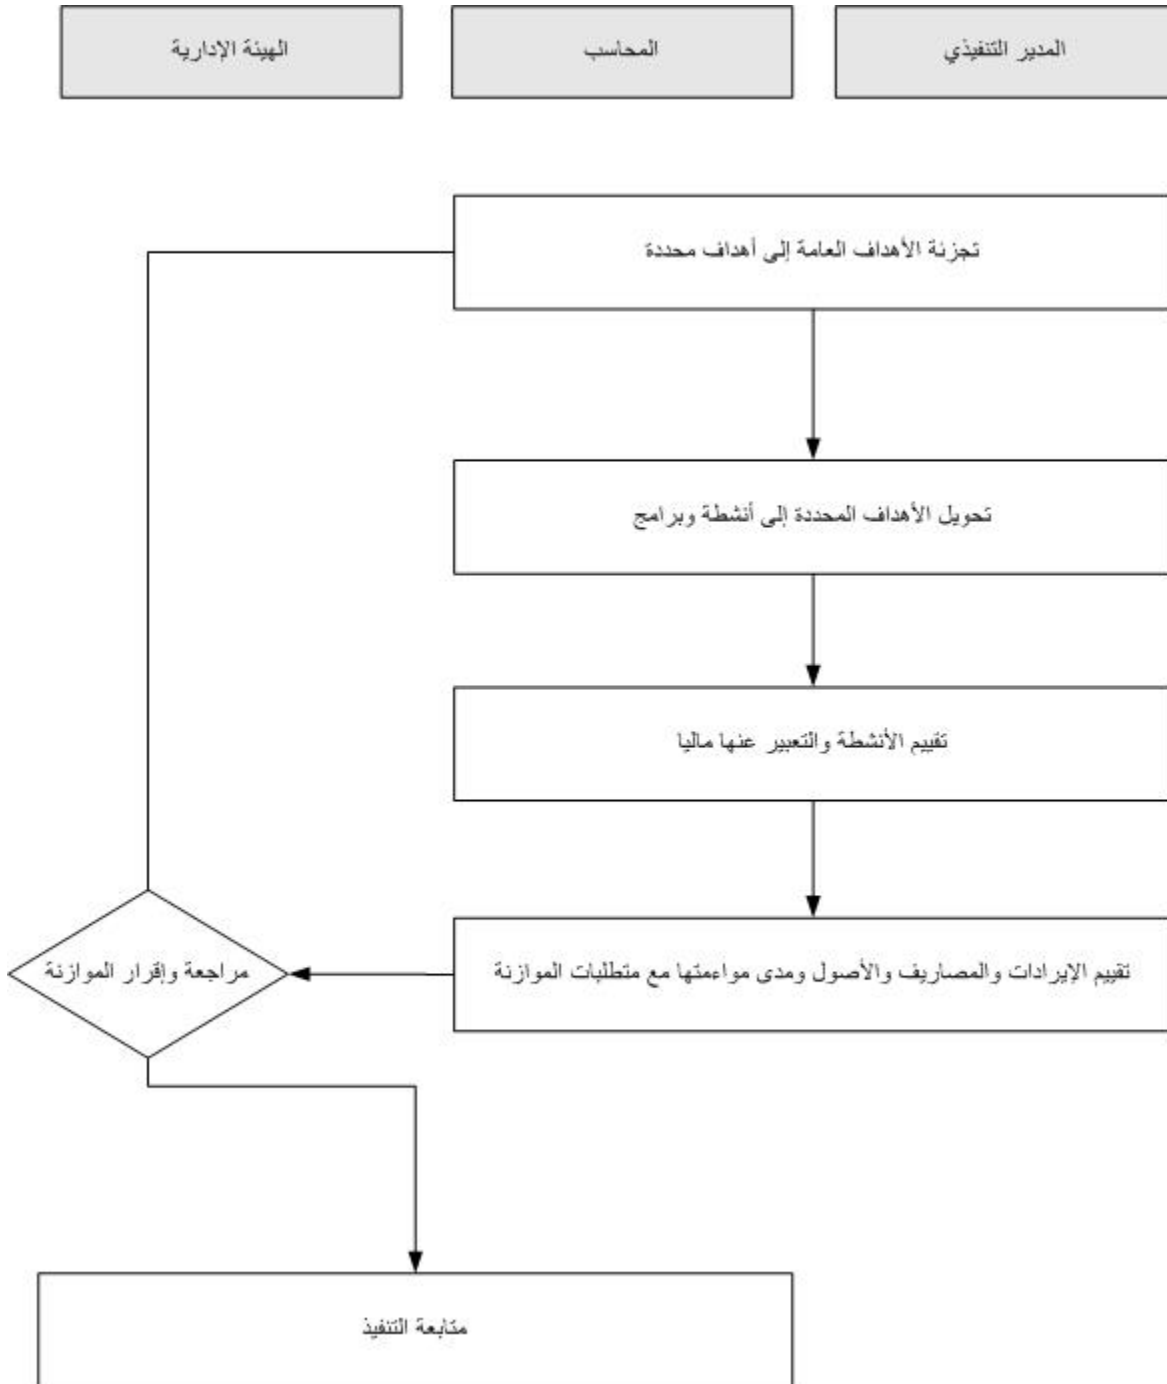 المدير التنفيذي
المحاسب
الهيئة الإدارية
تجزئة الأهداف العامة إلى أهداف محددة
تحويل الأهداف المحددة إلى أنشطة وبرامج
تقييم الأنشطة والتعبير عنها ماليا
تقييم الإيرادات والمصاريف والأصول ومدى مواءمتها مع متطلبات الموازنة
مراجعة وإقرار الموازنة
متابعة التنفيذ